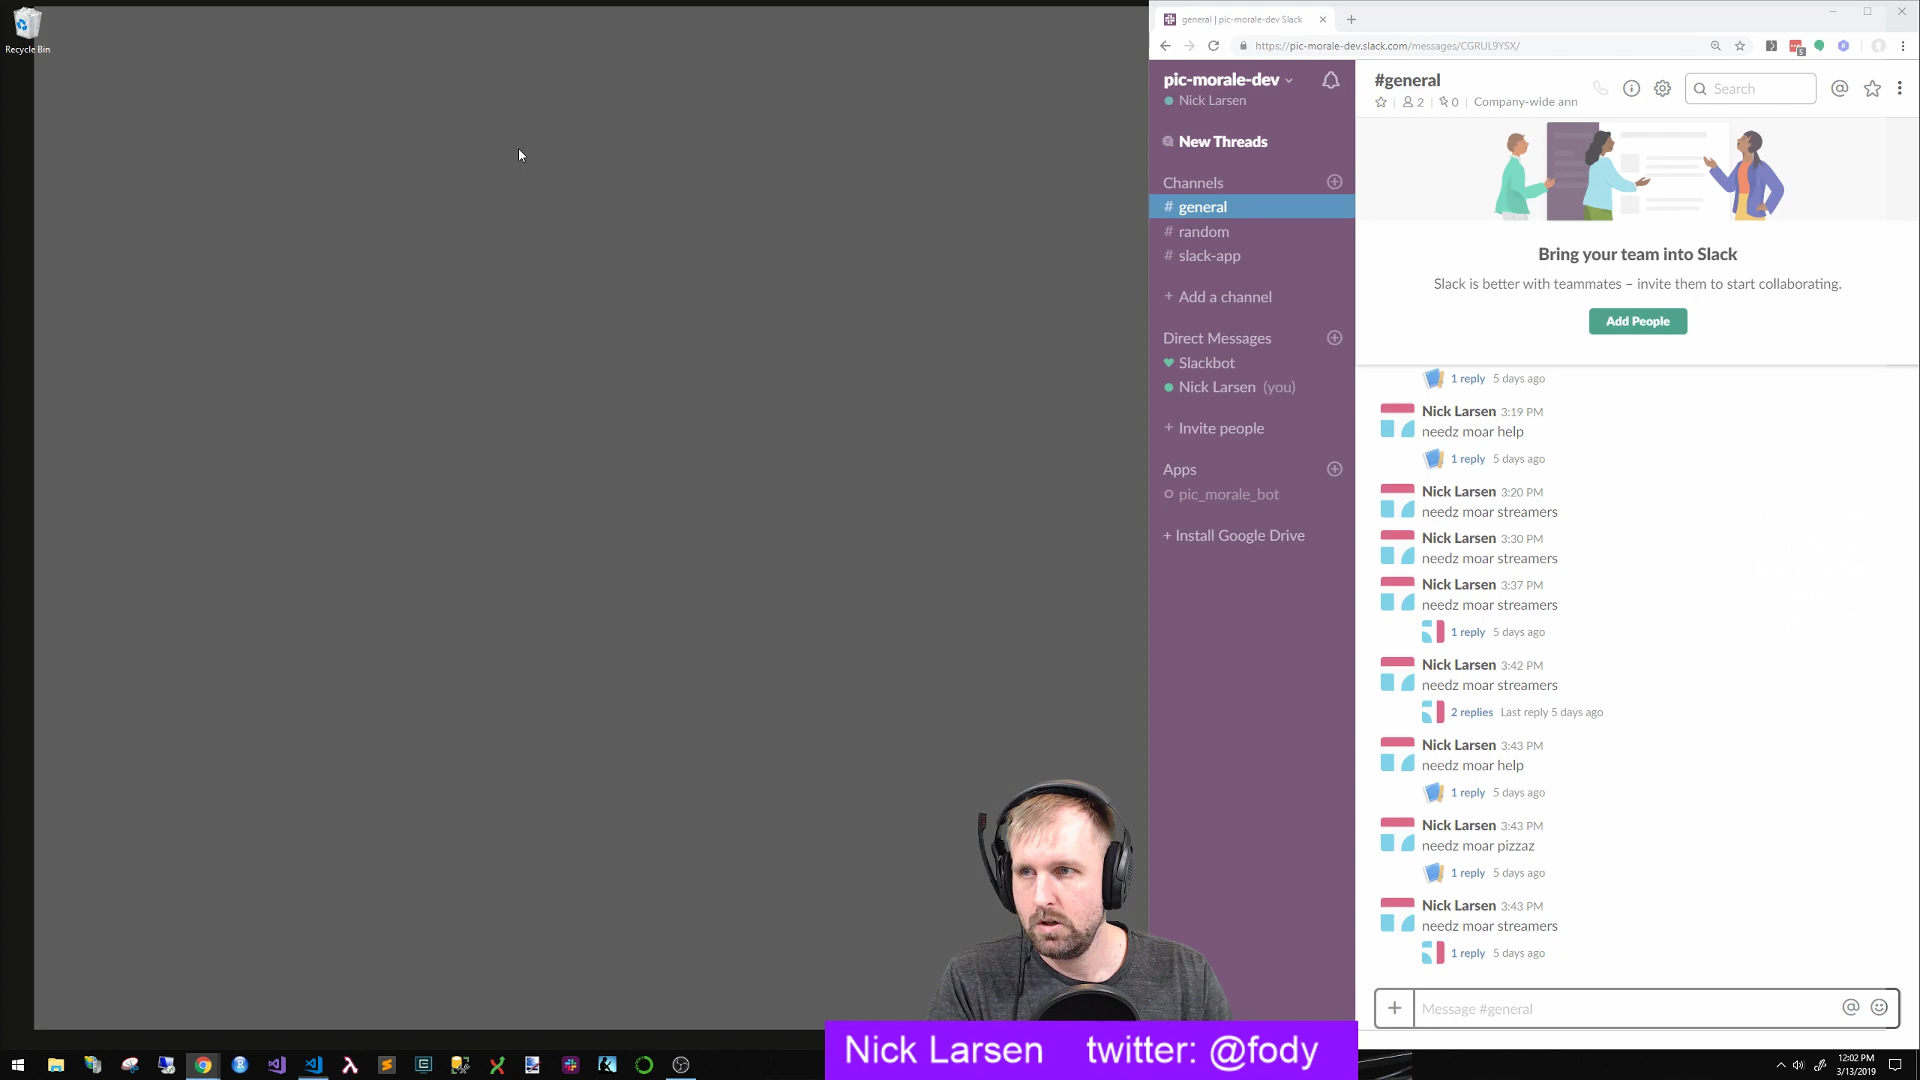 Recycle Bin
general | pic-morale-dev Slack
https://pic-morale-dev.slack.com/messages/CGRUL9YSX/
pic-morale-dev
Nick Larsen
New Threads
Channels
# general
# random
# slack-app
+ Add a channel
Direct Messages
Slackbot
Nick Larsen (you)
+ Invite people
Apps
pic_morale_bot
+ Install Google Drive
#general
2 | 0 | Company-wide ann
Search
Bring your team into Slack
Slack is better with teammates – invite them to start collaborating.
Add People
1 reply 5 days ago
Nick Larsen 3:19 PM
needz moar help
1 reply 5 days ago
Nick Larsen 3:20 PM
needz moar streamers
Nick Larsen 3:30 PM
needz moar streamers
Nick Larsen 3:37 PM
needz moar streamers
1 reply 5 days ago
Nick Larsen 3:42 PM
needz moar streamers
2 replies Last reply 5 days ago
Nick Larsen 3:43 PM
needz moar help
1 reply 5 days ago
Nick Larsen 3:43 PM
needz moar pizzaz
1 reply 5 days ago
Nick Larsen 3:43 PM
needz moar streamers
1 reply 5 days ago
Message #general
Nick Larsen twitter: @fody
12:02 PM
3/13/2019